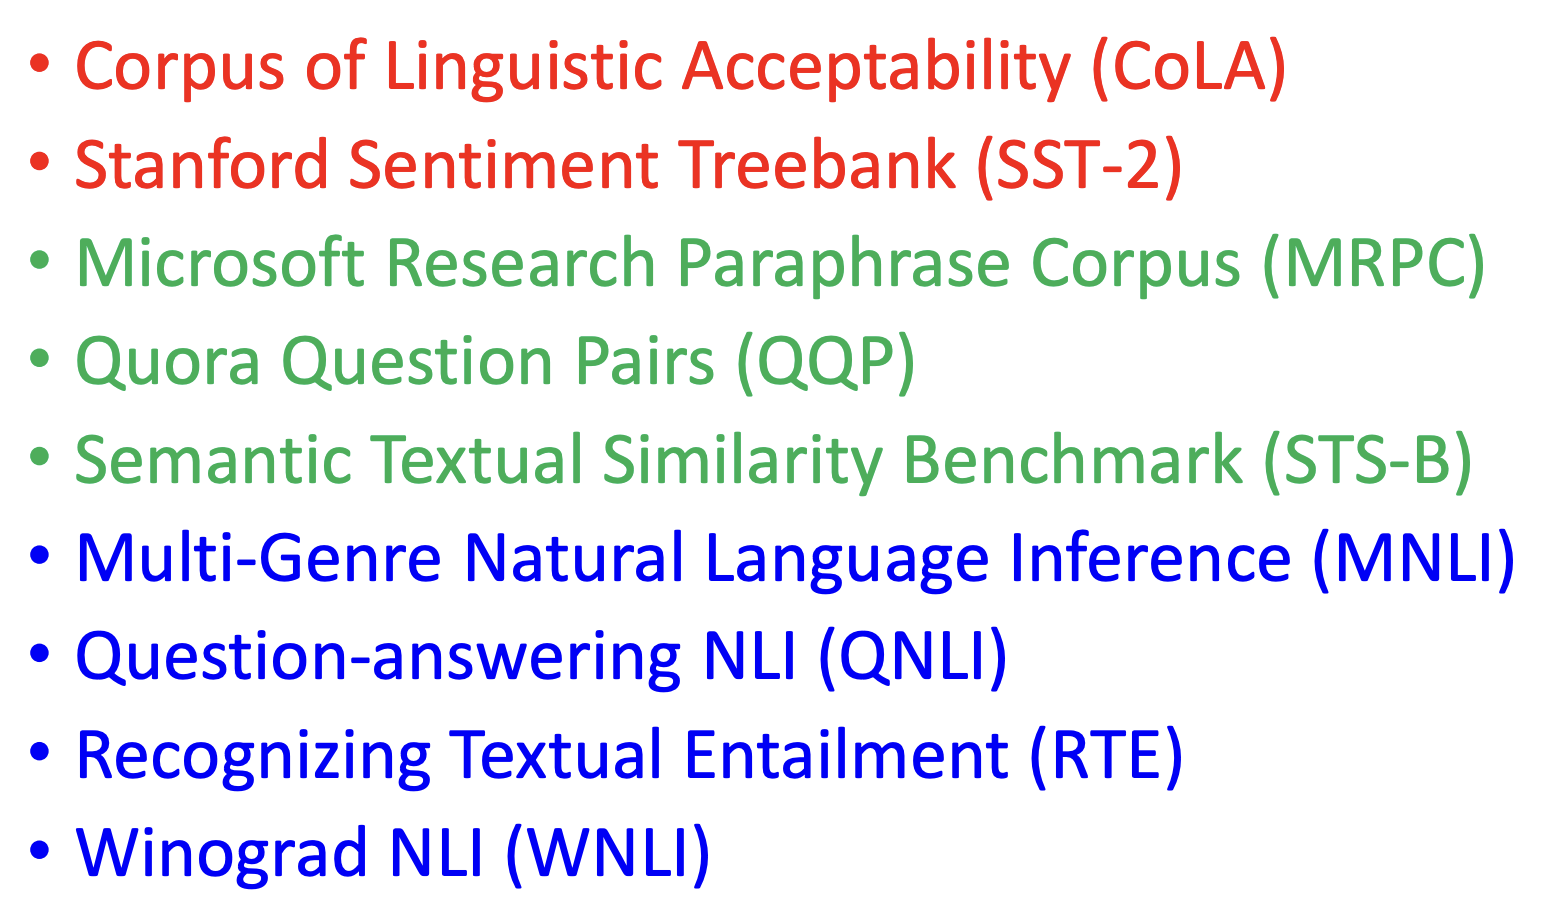 • Corpus of Linguistic Acceptability (CoLA)
• Stanford Sentiment Treebank (SST-2)
• Microsoft Research Paraphrase Corpus (MRPC)
• Quora Question Pairs (QQP)
• Semantic Textual Similarity Benchmark (STS-B)
• Multi-Genre Natural Language Inference (MNLI)
• Question-answering NLI (QNLI)
• Recognizing Textual Entailment (RTE)
• Winograd NLI (WNLI)